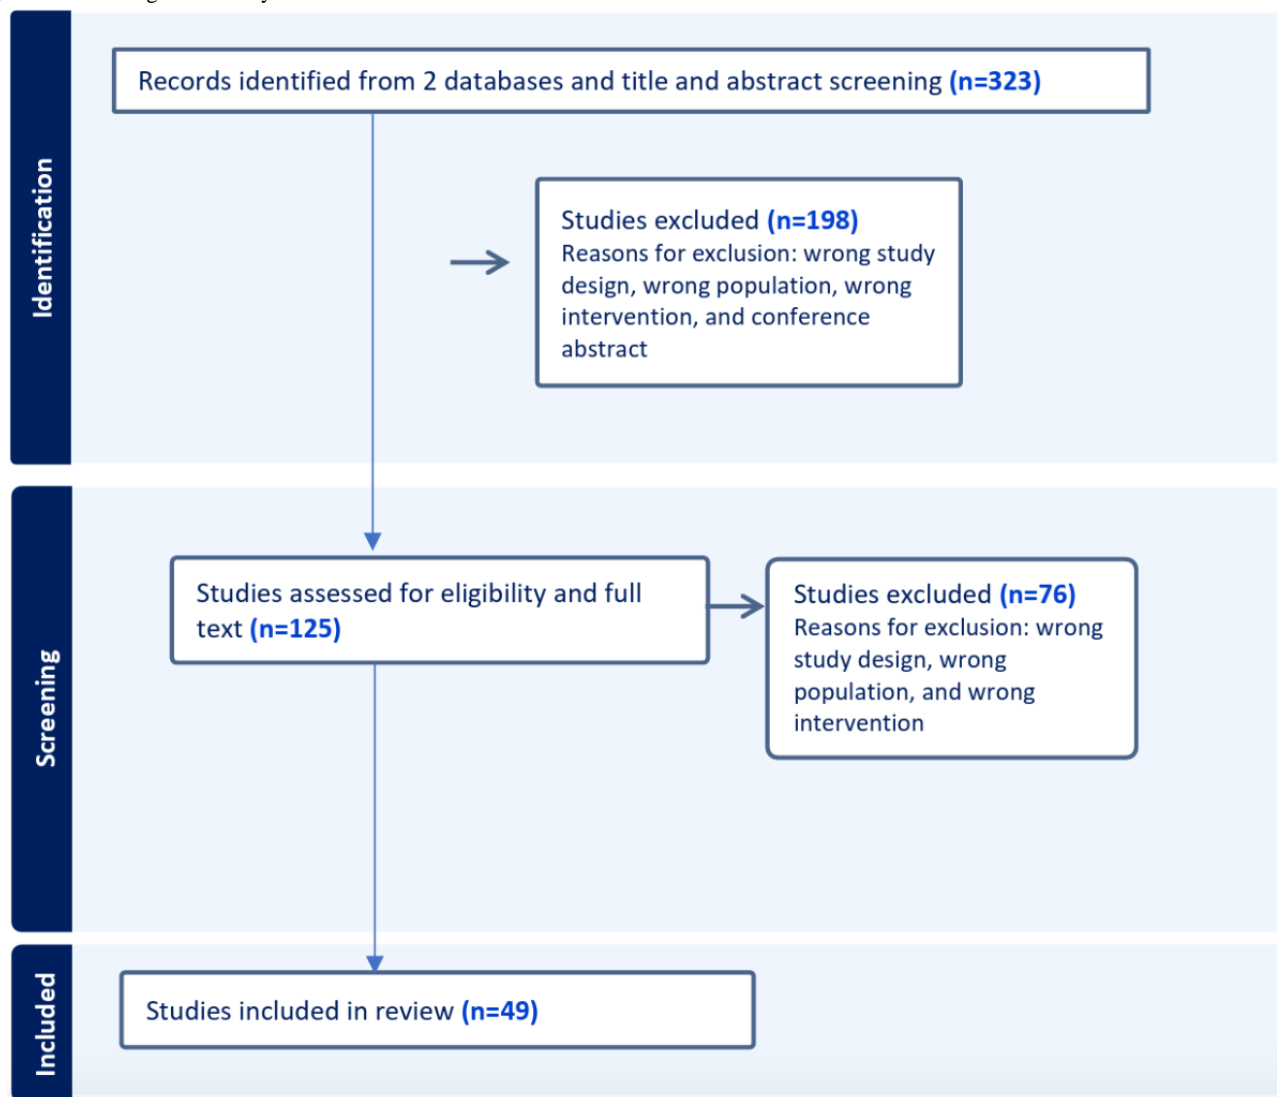 Identification
Records identified from 2 databases and title and abstract screening (n=323)
Studies excluded (n=198)
Reasons for exclusion: wrong study
design, wrong population, wrong
intervention, and conference
abstract
Screening
Studies assessed for eligibility and full
text (n=125)
Studies excluded (n=76)
Reasons for exclusion: wrong
study design, wrong
population, and wrong
intervention
Included
Studies included in review (n=49)